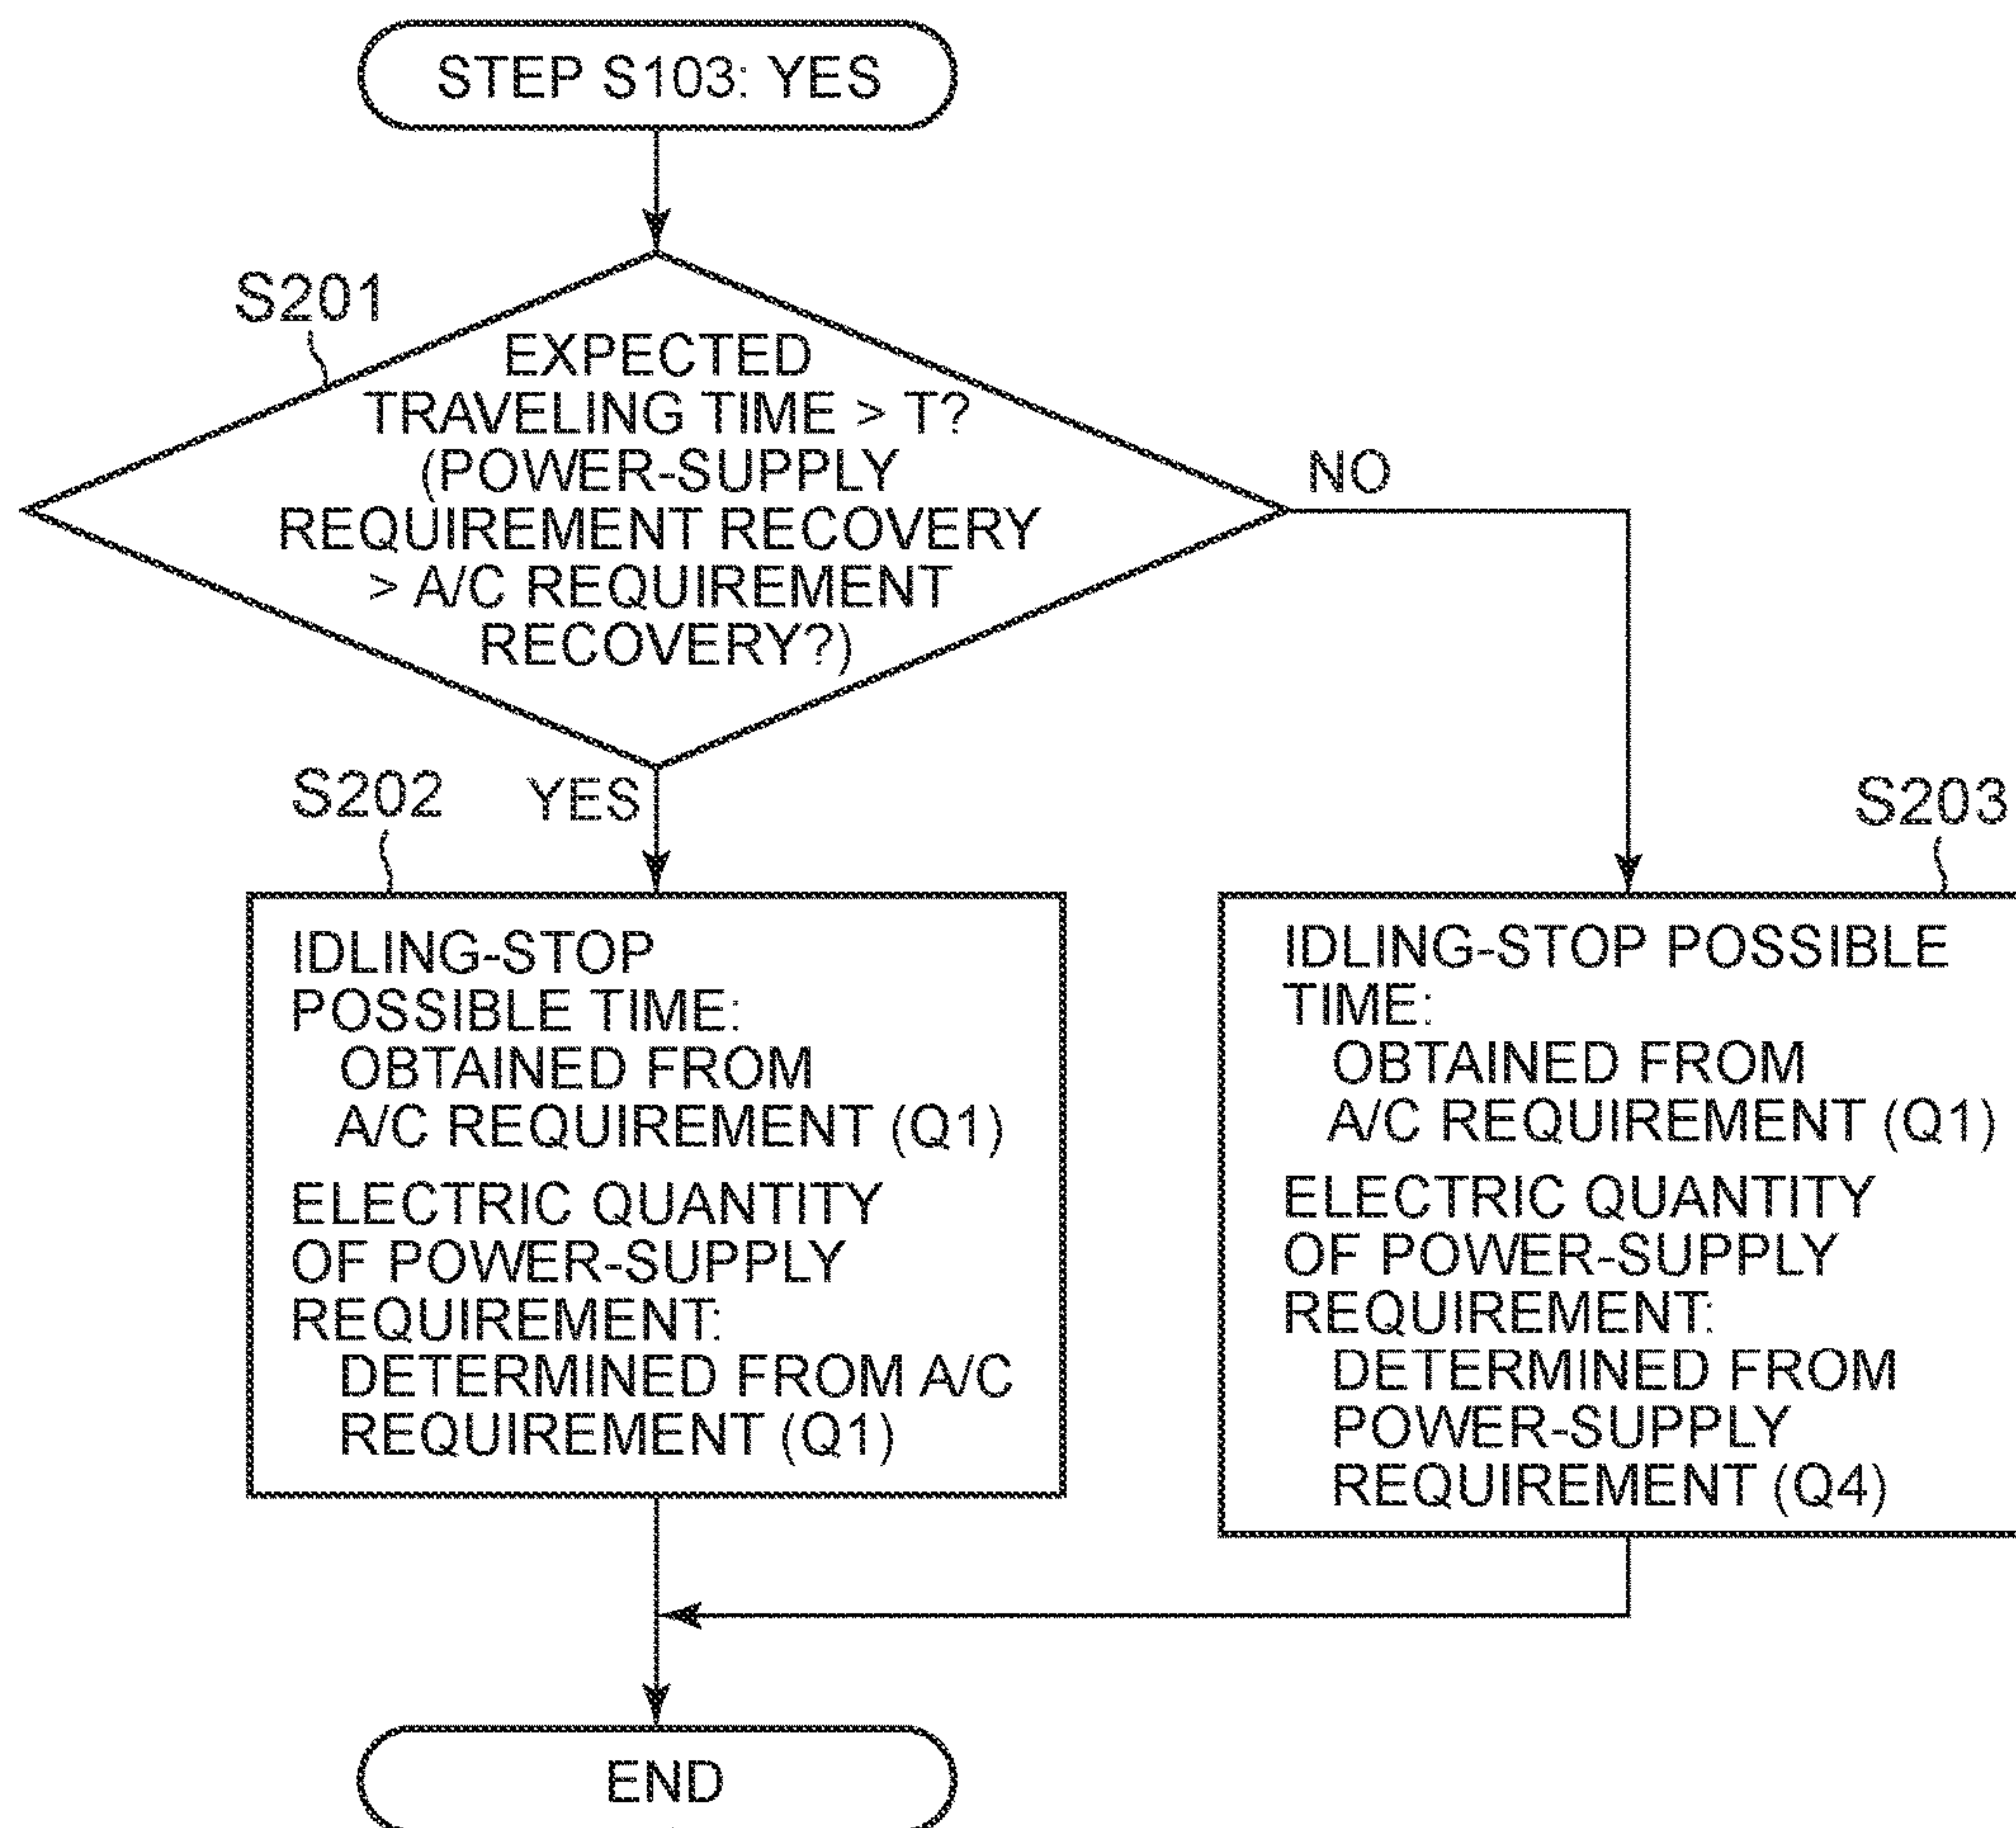 STEP S103: YES
S201
EXPECTED
TRAVELING TIME > T?
(POWER-SUPPLY
REQUIREMENT RECOVERY
> A/C REQUIREMENT
RECOVERY?)
NO
YES
S202
IDLING-STOP
POSSIBLE TIME:
OBTAINED FROM
A/C REQUIREMENT (Q1)
ELECTRIC QUANTITY
OF POWER-SUPPLY
REQUIREMENT:
DETERMINED FROM A/C
REQUIREMENT (Q1)
S203
IDLING-STOP POSSIBLE
TIME:
OBTAINED FROM
A/C REQUIREMENT (Q1)
ELECTRIC QUANTITY
OF POWER-SUPPLY
REQUIREMENT:
DETERMINED FROM
POWER-SUPPLY
REQUIREMENT (Q4)
END